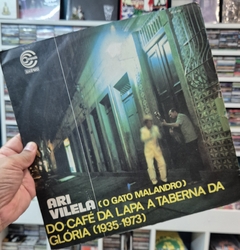 ARI
VILELA (O GATO MALANDRO)
DO CAFÉ DA LAPA A TABERNA DA
GLÓRIA (1935-1973)